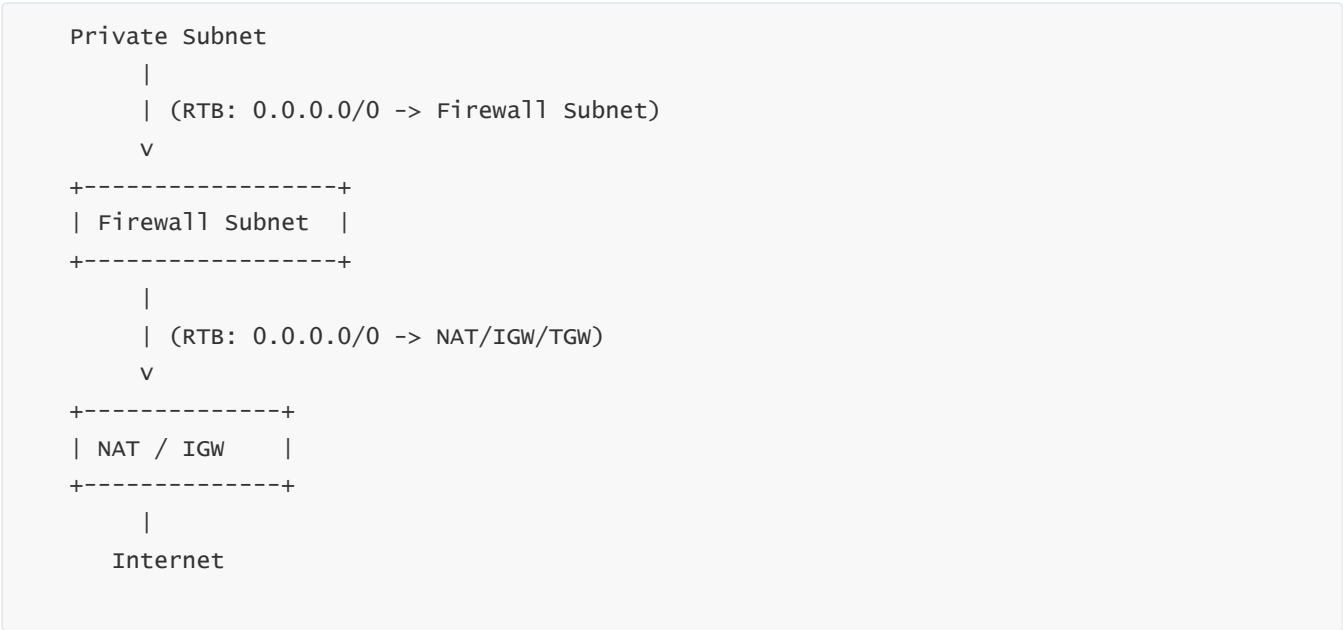 Private Subnet
|
| (RTB: 0.0.0.0/0 -> Firewall Subnet)
v
+------------------+
| Firewall Subnet  |
+------------------+
|
| (RTB: 0.0.0.0/0 -> NAT/IGW/TGW)
v
+--------------+
| NAT / IGW    |
+--------------+
|
Internet